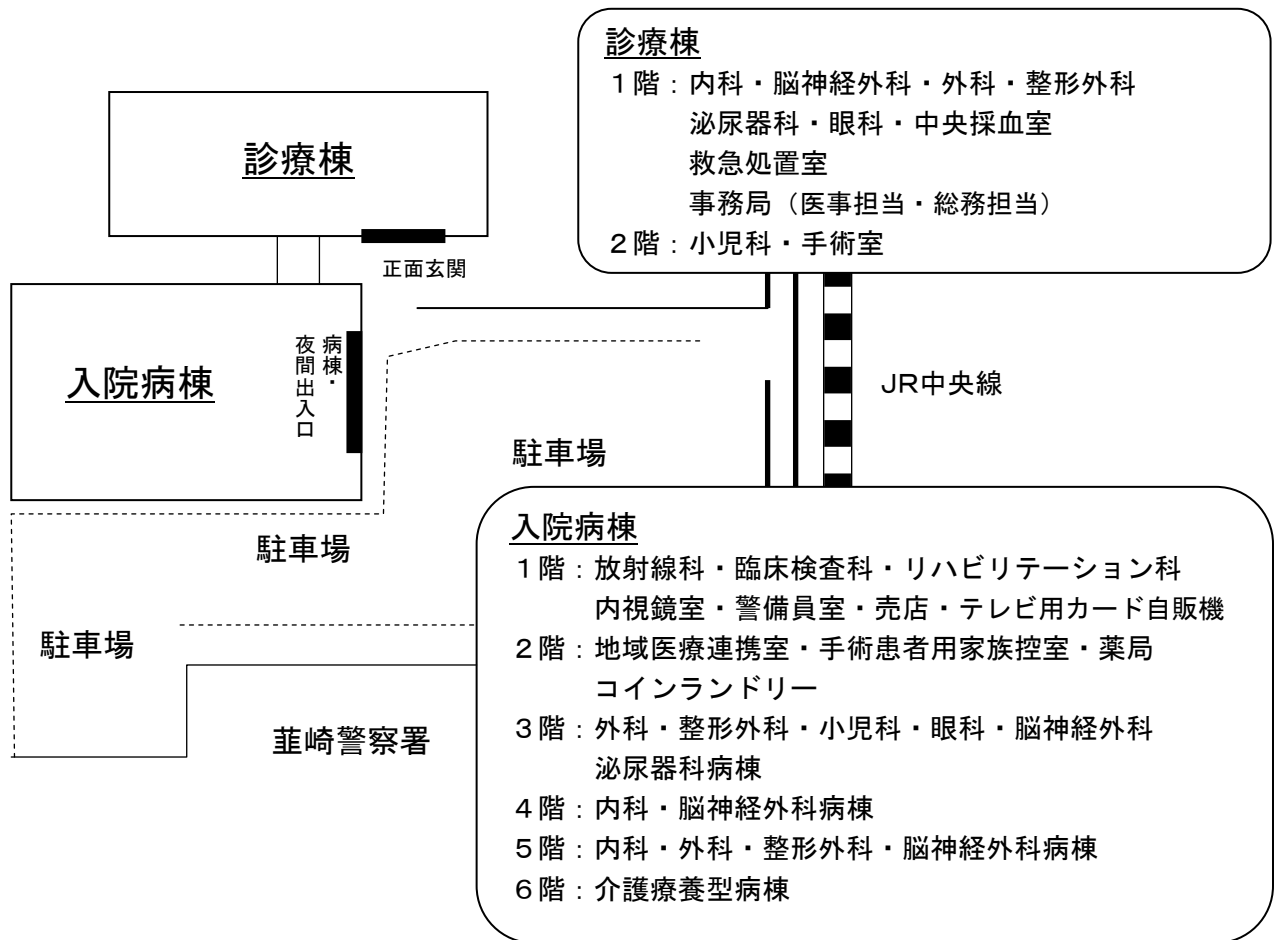 診療棟
1階：内科・脳神経外科・外科・整形外科
泌尿器科・眼科・中央採血室
救急処置室
事務局（医事担当・総務担当）
2階：小児科・手術室
診療棟
正面玄関
入院病棟
病棟・
夜間出入口
JR中央線
駐車場
駐車場
駐車場
韮崎警察署
入院病棟
1階：放射線科・臨床検査科・リハビリテーション科
内視鏡室・警備員室・売店・テレビ用カード自販機
2階：地域医療連携室・手術患者用家族控室・薬局
コインランドリー
3階：外科・整形外科・小児科・眼科・脳神経外科
泌尿器科病棟
4階：内科・脳神経外科病棟
5階：内科・外科・整形外科・脳神経外科病棟
6階：介護療養型病棟